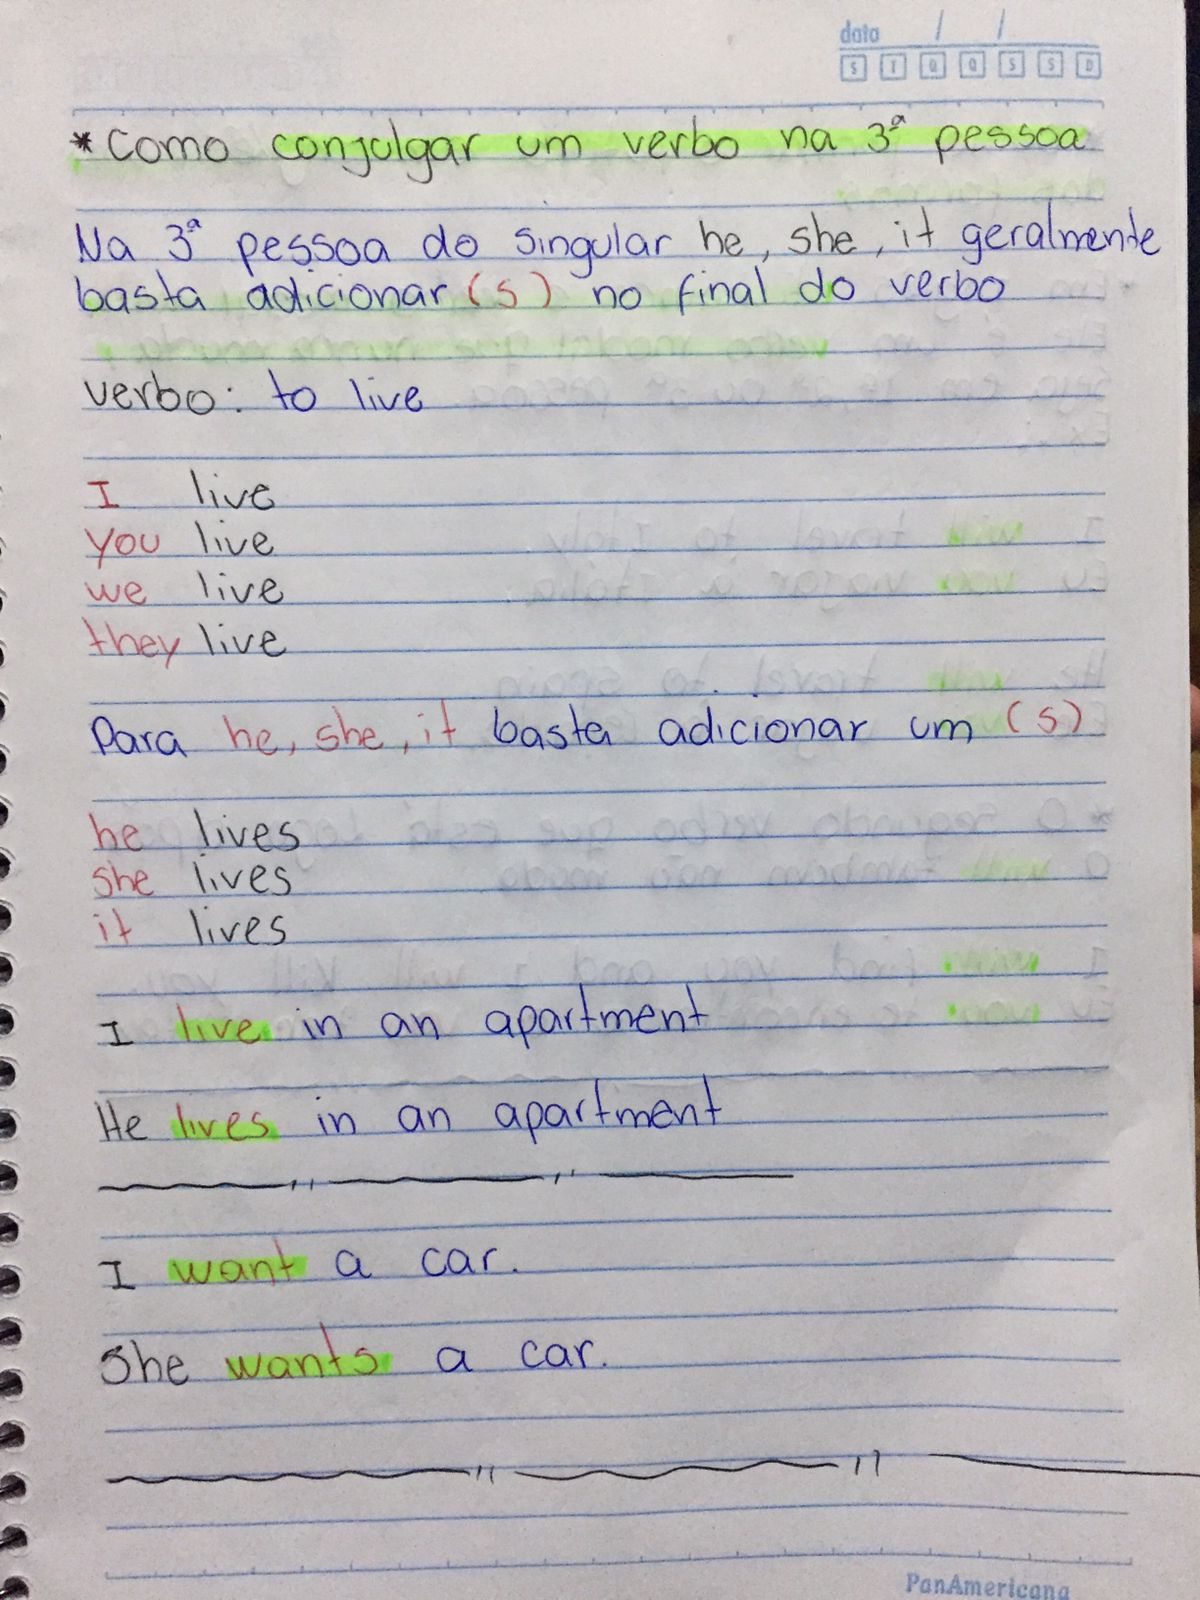 data / /
S T Q Q S S D
* Como conjulgar um verbo na 3ª pessoa
Na 3ª pessoa do singular he, she, it geralmente
basta adicionar (s) no final do verbo
verbo: to live
I live
you live
we live
they live
Para he, she, it basta adicionar um (s)
he lives
she lives
it lives
I live in an apartment
He lives in an apartment
I want a car.
She wants a car.
PanAmericana